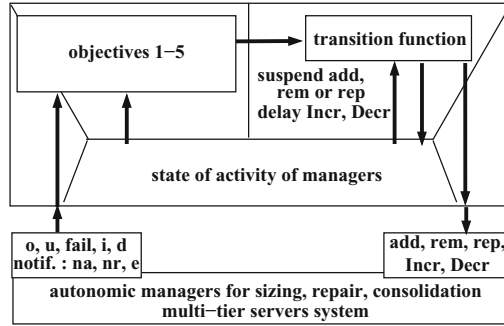 objectives 1−5
transition function
suspend add,
rem or rep
delay Incr, Decr
state of activity of managers
o, u, fail, i, d
notif. : na, nr, e
add, rem, rep,
Incr, Decr
autonomic managers for sizing, repair, consolidation
multi−tier servers system